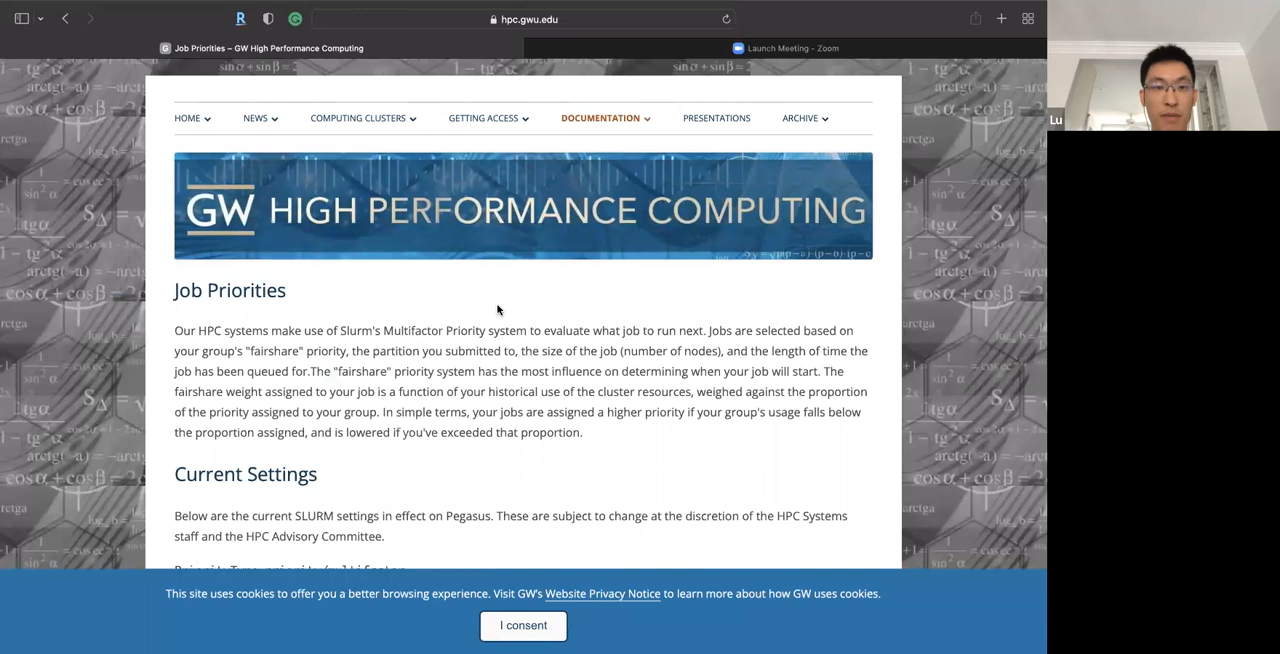 hpc.gwu.edu
Job Priorities – GW High Performance Computing
Launch Meeting - Zoom
HOME
NEWS
COMPUTING CLUSTERS
GETTING ACCESS
DOCUMENTATION
PRESENTATIONS
ARCHIVE
GW HIGH PERFORMANCE COMPUTING
Job Priorities
Our HPC systems make use of Slurm's Multifactor Priority system to evaluate what job to run next. Jobs are selected based on
your group's "fairshare" priority, the partition you submitted to, the size of the job (number of nodes), and the length of time the
job has been queued for.The "fairshare" priority system has the most influence on determining when your job will start. The
fairshare weight assigned to your job is a function of your historical use of the cluster resources, weighed against the proportion
of the priority assigned to your group. In simple terms, your jobs are assigned a higher priority if your group's usage falls below
the proportion assigned, and is lowered if you've exceeded that proportion.
Current Settings
Below are the current SLURM settings in effect on Pegasus. These are subject to change at the discretion of the HPC Systems
staff and the HPC Advisory Committee.
This site uses cookies to offer you a better browsing experience. Visit GW's Website Privacy Notice to learn more about how GW uses cookies.
I consent
Lu